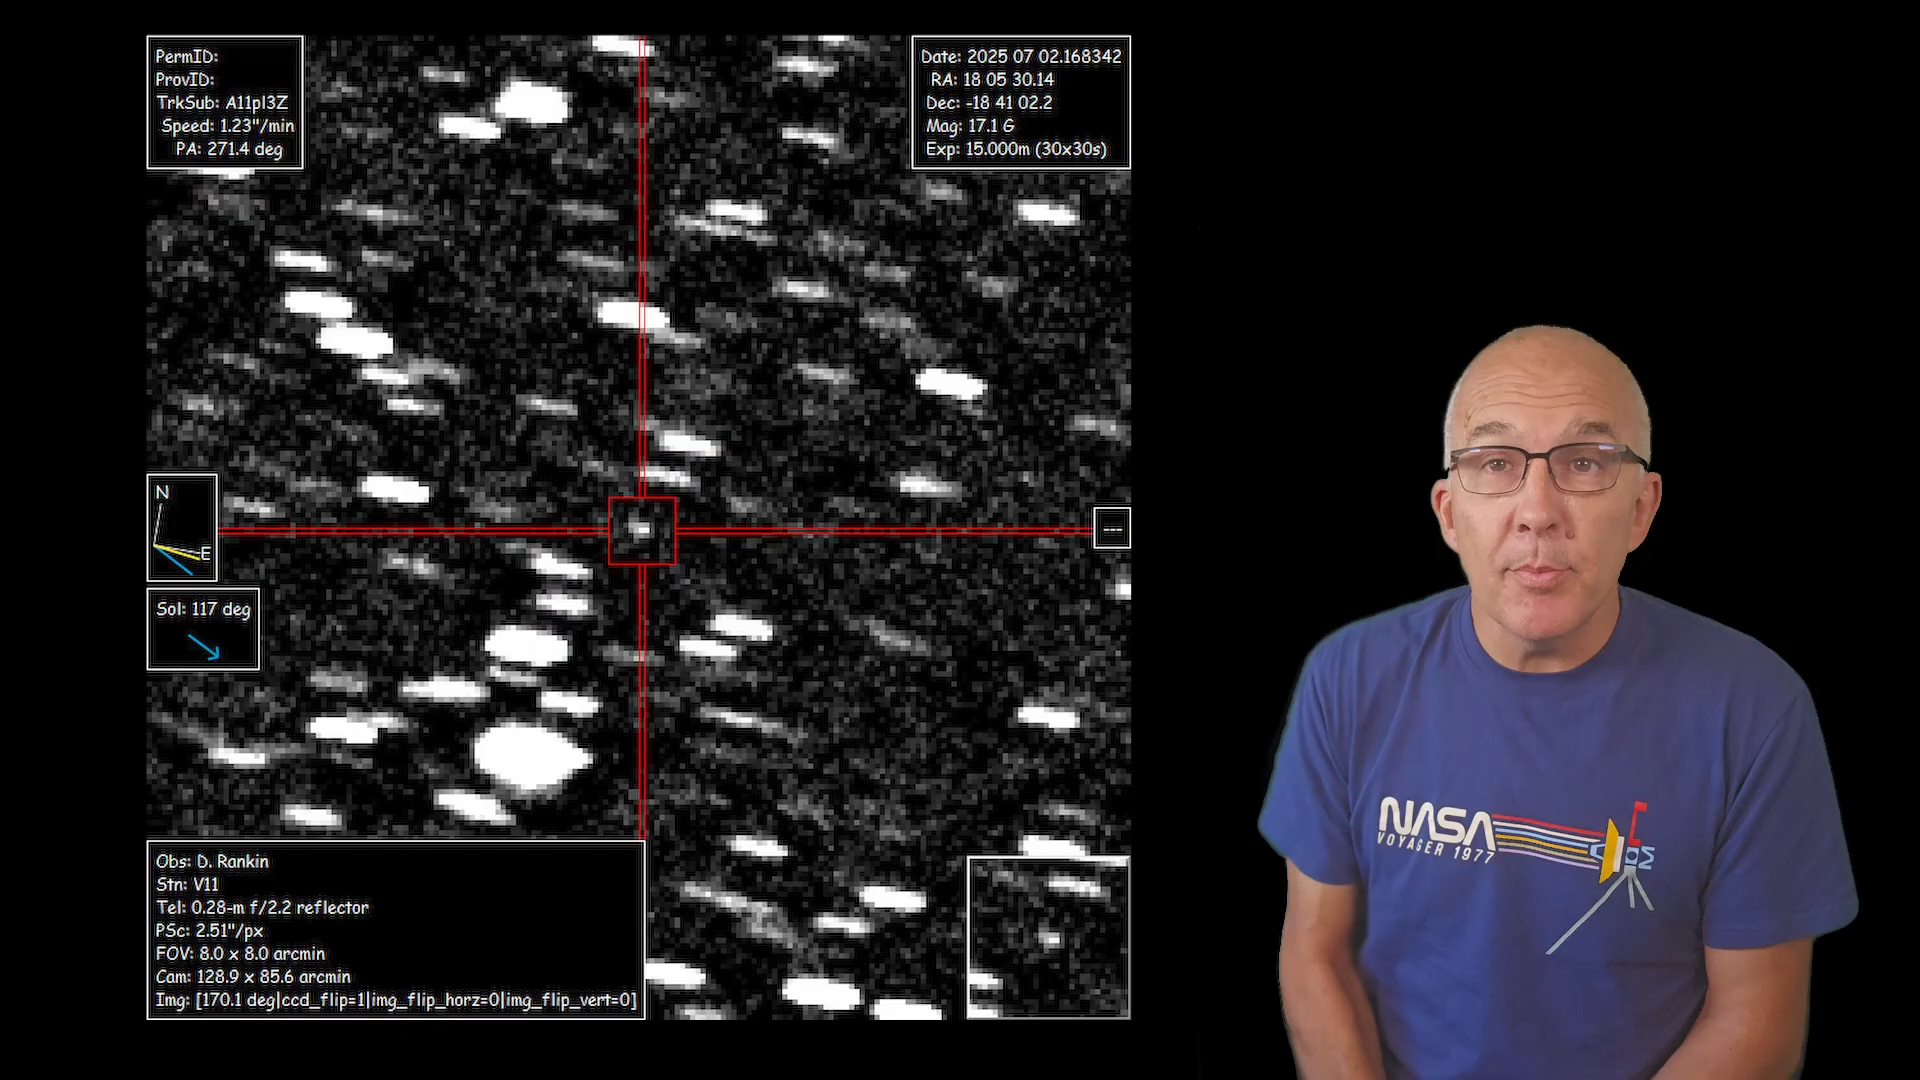 PermID:
ProvID:
TrkSub: A11pl3Z
Speed: 1.23"/min
PA: 271.4 deg
Date: 2025 07 02.168342
RA: 18 05 30.14
Dec: -18 41 02.2
Mag: 17.1 G
Exp: 15.000m (30x30s)
N
E
---
Sol: 117 deg
Obs: D. Rankin
Stn: V11
Tel: 0.28-m f/2.2 reflector
PSc: 2.51"/px
FOV: 8.0 x 8.0 arcmin
Cam: 128.9 x 85.6 arcmin
Img: [170.1 deg|ccd_flip=1|img_flip_horz=0|img_flip_vert=0]
NASA
VOYAGER 1977